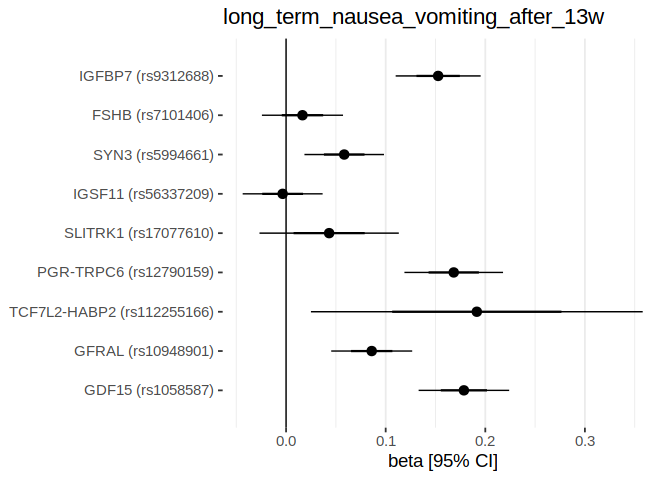 long_term_nausea_vomiting_after_13w
IGFBP7 (rs9312688)
FSHB (rs7101406)
SYN3 (rs5994661)
IGSF11 (rs56337209)
SLITRK1 (rs17077610)
PGR-TRPC6 (rs12790159)
TCF7L2-HABP2 (rs112255166)
GFRAL (rs10948901)
GDF15 (rs1058587)
0.0 0.1 0.2 0.3
beta [95% CI]